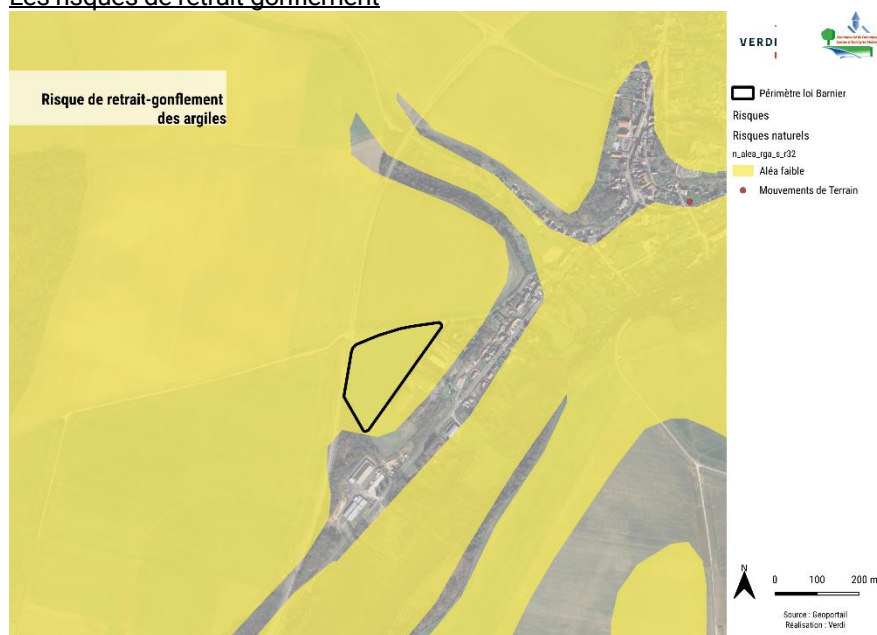 Les risques de retrait gonflement
Risque de retrait-gonflement
des argiles
VERDI
Périmètre loi Barnier
Risques
Risques naturels
n_alea_rga_s_r32
Aléa faible
Mouvements de Terrain
N
0 100 200 m
Source : Geoportail
Réalisation : Verdi